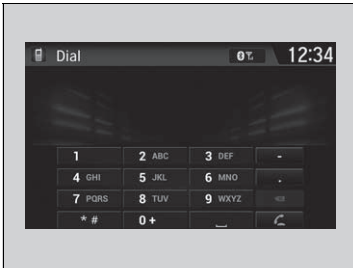 Dial 12:34
1 2 ABC 3 DEF -
4 GHI 5 JKL 6 MNO .
7 PQRS 8 TUV 9 WXYZ
* # 0 +